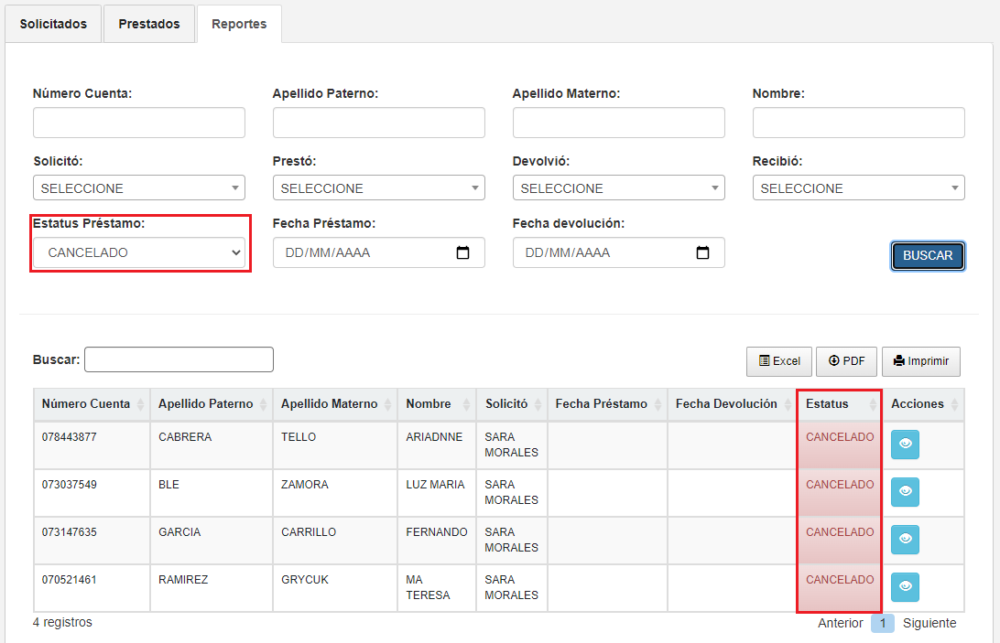 Solicitados Prestados Reportes
Número Cuenta: Apellido Paterno: Apellido Materno: Nombre:
Solicitó: Prestó: Devolvió: Recibió:
SELECCIONE SELECCIONE SELECCIONE SELECCIONE
Estatus Préstamo: Fecha Préstamo: Fecha devolución:
CANCELADO DD/MM/AAAA DD/MM/AAAA BUSCAR
Buscar: Excel PDF Imprimir
Número Cuenta Apellido Paterno Apellido Materno Nombre Solicitó Fecha Préstamo Fecha Devolución Estatus Acciones
078443877 CABRERA TELLO ARIADNNE SARA CANCELADO
MORALES
073037549 BLE ZAMORA LUZ MARIA SARA CANCELADO
MORALES
073147635 GARCIA CARRILLO FERNANDO SARA CANCELADO
MORALES
070521461 RAMIREZ GRYCUK MA SARA CANCELADO
TERESA MORALES
4 registros Anterior 1 Siguiente